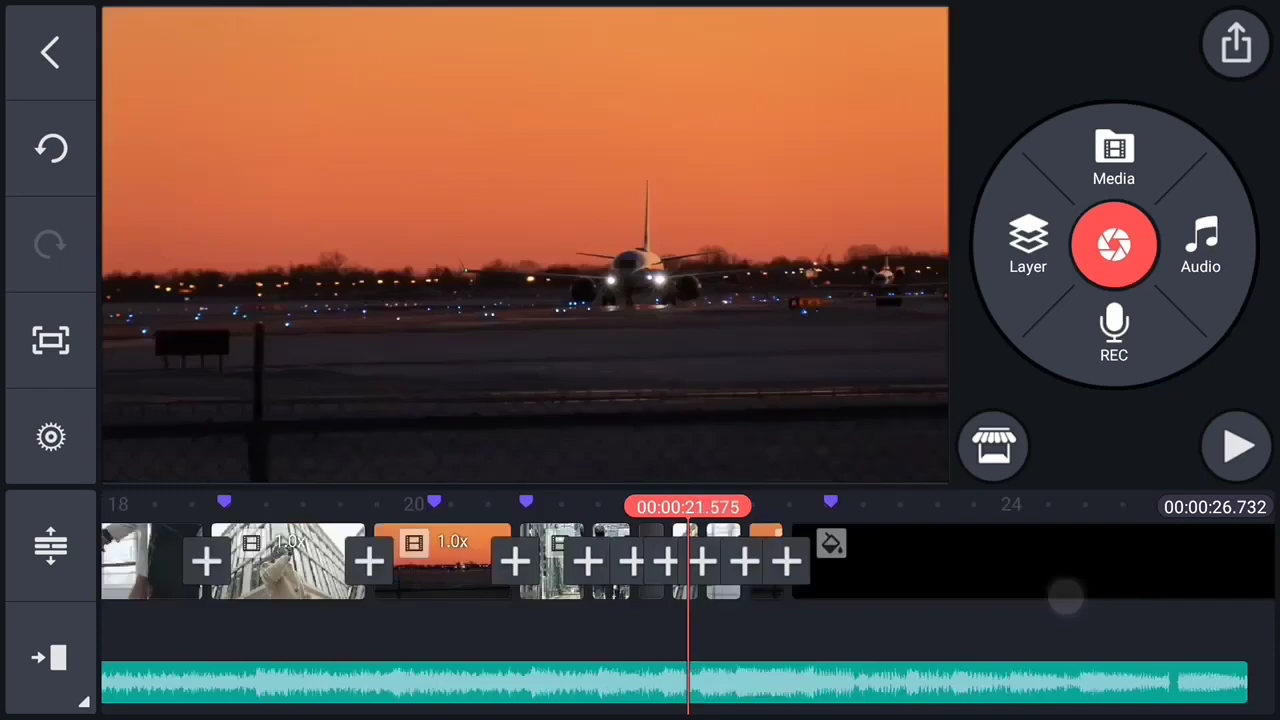 Media
Layer
Audio
REC
18
20
00:00:21.575
24
00:00:26.732
1.0x
1.0x